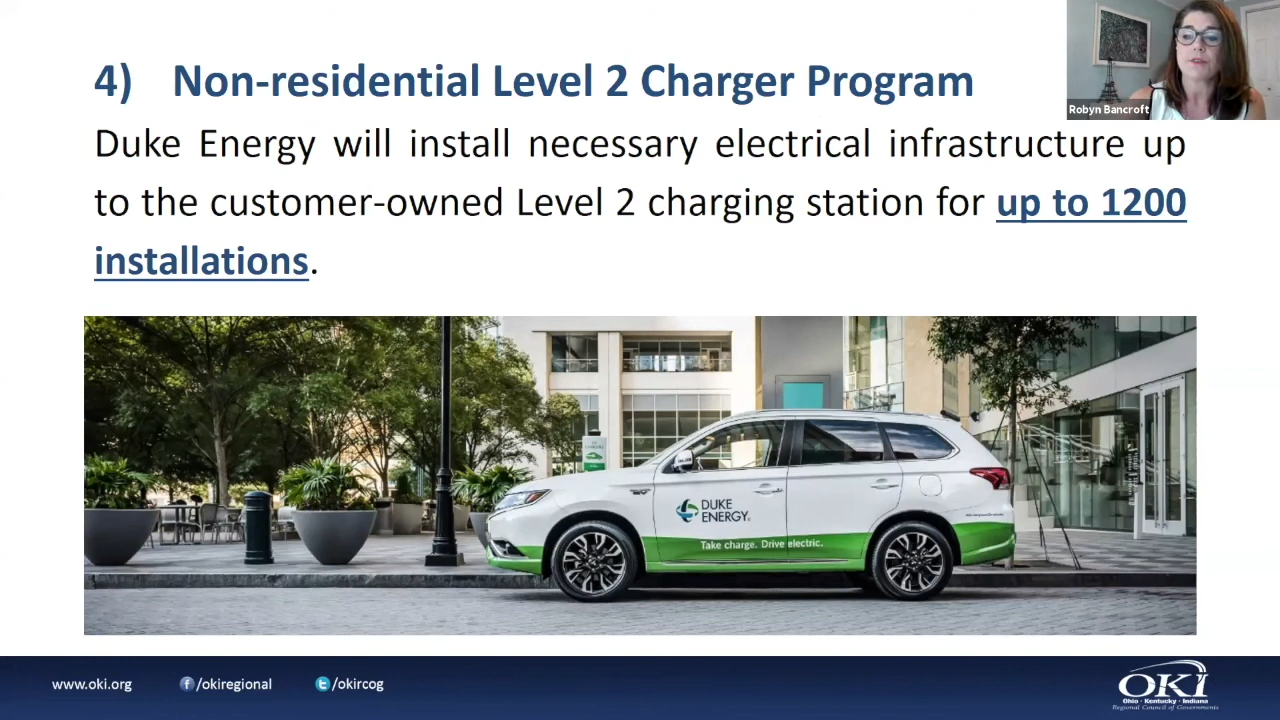 4) Non-residential Level 2 Charger Program
Duke Energy will install necessary electrical infrastructure up
to the customer-owned Level 2 charging station for up to 1200
installations.
Robyn Bancroft
DUKE
ENERGY®
Take charge. Drive electric.
www.oki.org
/okiregional
/okircog
OKI
Ohio · Kentucky · Indiana
Regional Council of Governments